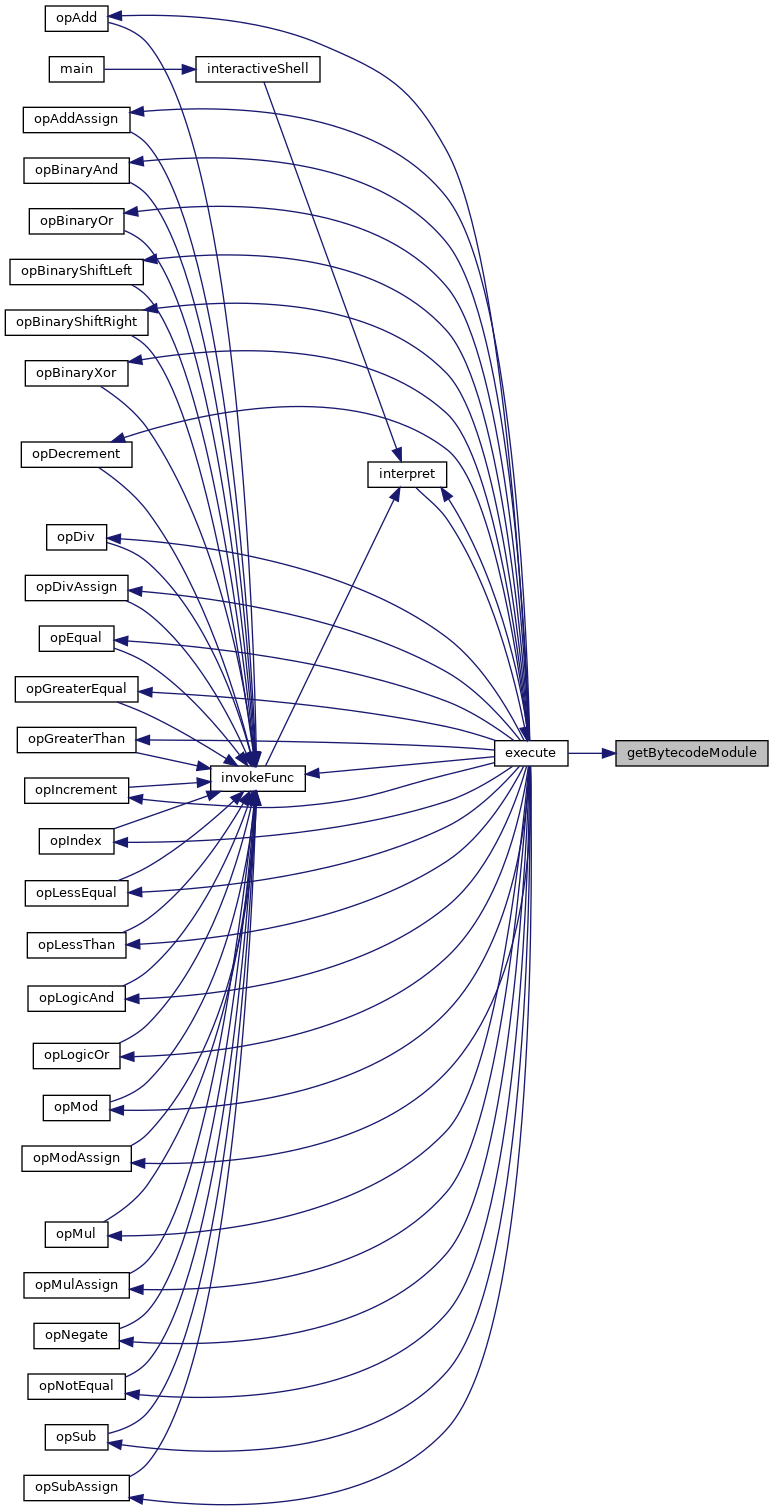 opAdd
main
interactiveShell
opAddAssign
opBinaryAnd
opBinaryOr
opBinaryShiftLeft
opBinaryShiftRight
opBinaryXor
opDecrement
interpret
opDiv
opDivAssign
opEqual
opGreaterEqual
opGreaterThan
execute
getBytecodeModule
invokeFunc
opIncrement
opIndex
opLessEqual
opLessThan
opLogicAnd
opLogicOr
opMod
opModAssign
opMul
opMulAssign
opNegate
opNotEqual
opSub
opSubAssign